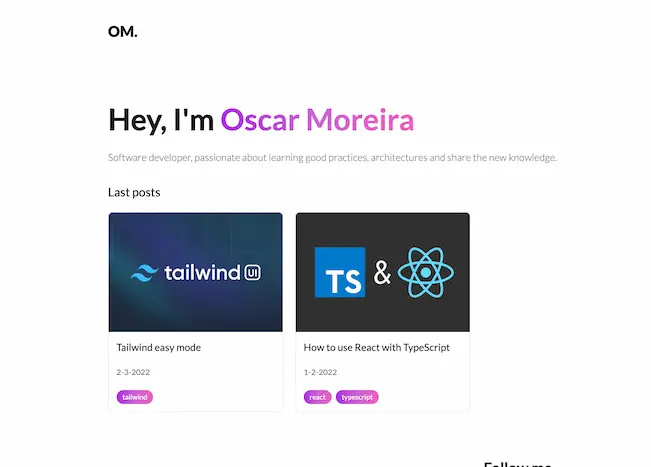 OM.
Hey, I'm Oscar Moreira
Software developer, passionate about learning good practices, architectures and share the new knowledge.
Last posts
tailwind UI
TS &
Tailwind easy mode
2-3-2022
tailwind
How to use React with TypeScript
1-2-2022
react typescript
Follow me